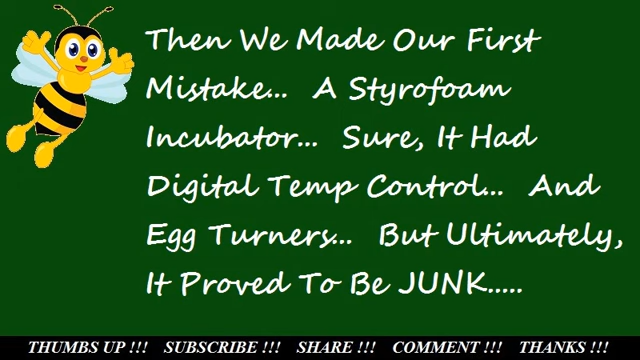 Then We Made Our First
Mistake... A Styrofoam
Incubator... Sure, It Had
Digital Temp Control... And
Egg Turners... But Ultimately,
It Proved To Be JUNK.....
THUMBS UP !!! SUBSCRIBE !!! SHARE !!! COMMENT !!! THANKS !!!